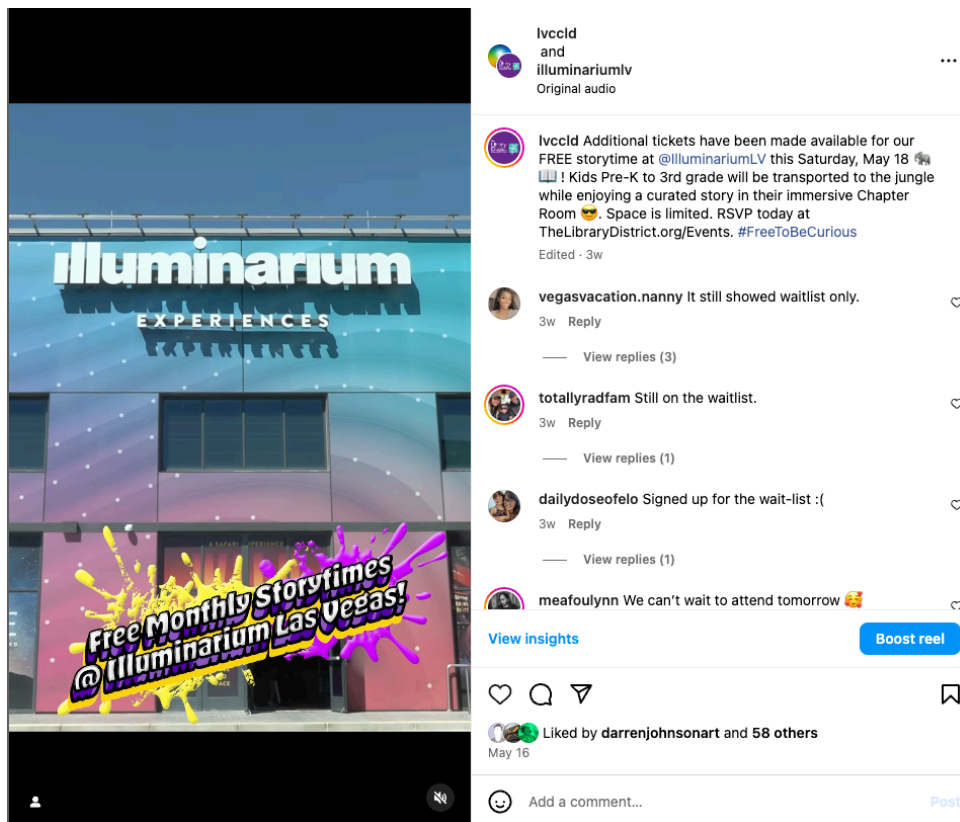 illuminarium
EXPERIENCES
A SAFARI EXPERIENCE
Free Monthly Storytimes
@ Illuminarium Las Vegas!
lvccld
and
illuminariumlv
Original audio
lvccld Additional tickets have been made available for our
FREE storytime at @IlluminariumLV this Saturday, May 18 🐘
📖 ! Kids Pre-K to 3rd grade will be transported to the jungle
while enjoying a curated story in their immersive Chapter
Room 😎. Space is limited. RSVP today at
TheLibraryDistrict.org/Events. #FreeToBeCurious
Edited · 3w
vegasvacation.nanny It still showed waitlist only.
3w Reply
View replies (3)
totallyradfam Still on the waitlist.
3w Reply
View replies (1)
dailydoseofelo Signed up for the wait-list :(
3w Reply
View replies (1)
meafoulynn We can't wait to attend tomorrow 🥰
View insights
Boost reel
Liked by darrenjohnsonart and 58 others
May 16
Add a comment...
Post